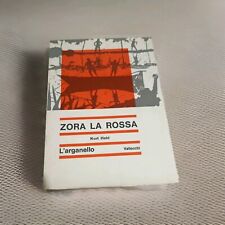 ZORA LA ROSSA
Kurt Held
L'arganello Vallecchi